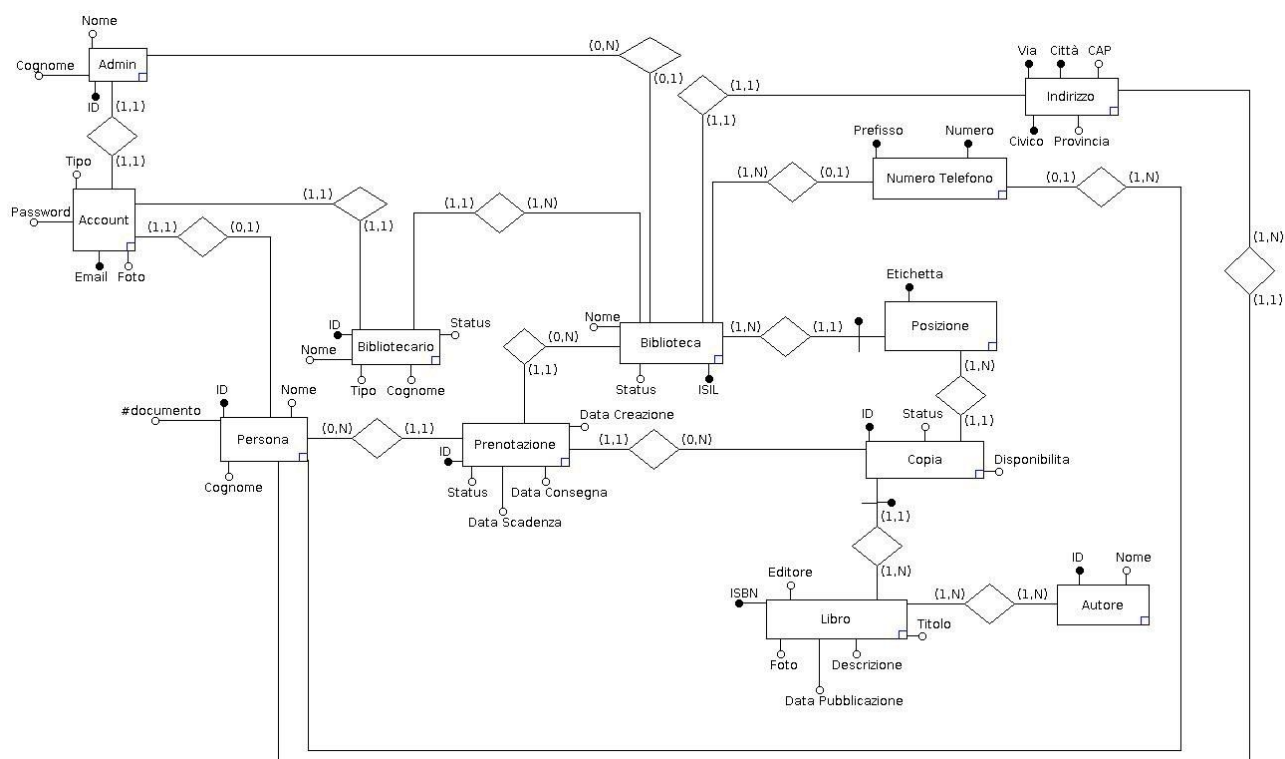 Nome
Admin
Cognome
ID
(1,1)
(0,N)
(0,1)
(1,1)
(1,1)
Via
Città
CAP
Indirizzo
Civico
Provincia
(1,1)
Tipo
Password
Account
Email
Foto
(1,1)
(0,1)
(1,1)
(1,1)
(1,1)
(1,N)
Prefisso
Numero
Numero Telefono
(1,N)
(0,1)
(0,1)
(1,N)
(1,N)
(1,1)
Etichetta
Posizione
(1,N)
(1,1)
Nome
Biblioteca
Status
ISIL
ID
Status
Nome
Bibliotecario
Tipo
Cognome
(0,N)
(1,1)
(1,N)
(1,1)
#documento
ID
Nome
Persona
Cognome
(0,N)
(1,1)
Data Creazione
Prenotazione
ID
Status
Data Consegna
Data Scadenza
(1,1)
(0,N)
ID
Status
Copia
Disponibilita
(1,1)
(1,N)
ISBN
Editore
Libro
Titolo
Foto
Descrizione
Data Pubblicazione
(1,N)
(1,N)
ID
Nome
Autore